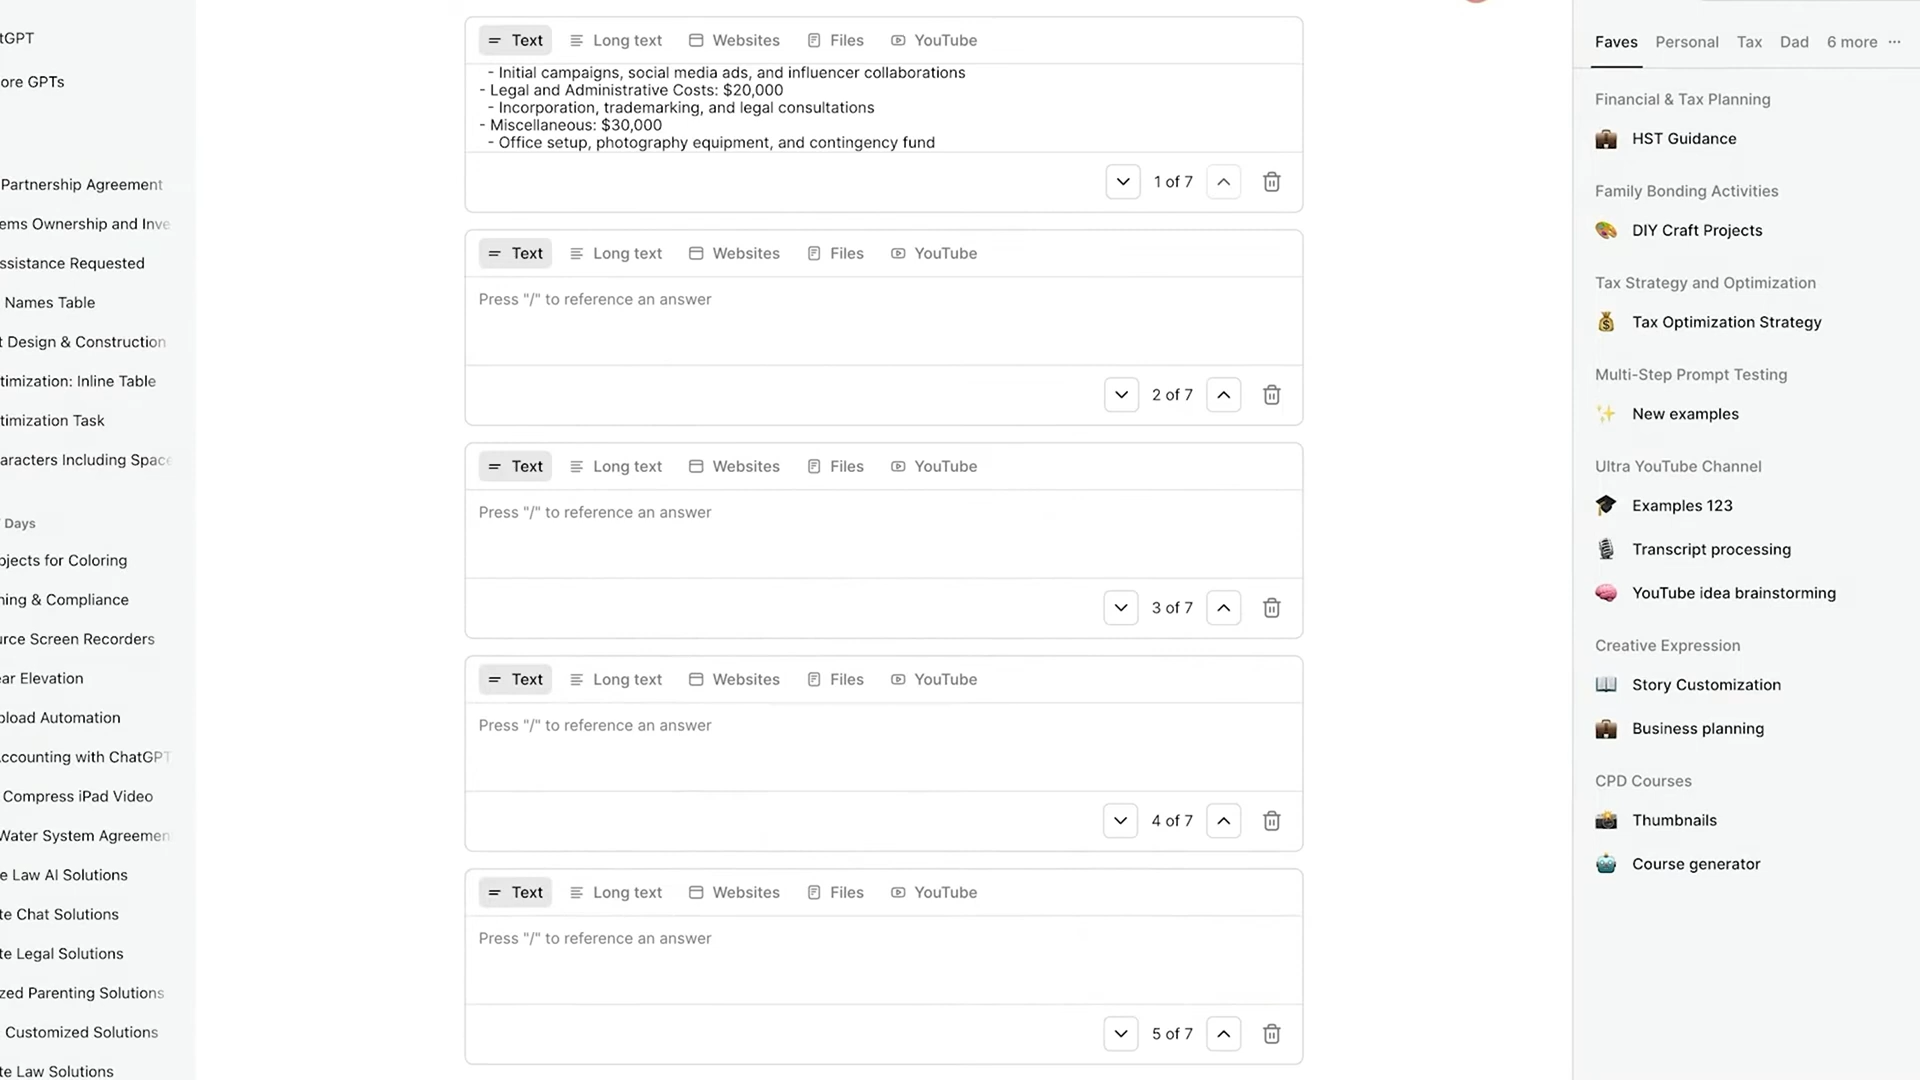 tGPT
ore GPTs
Partnership Agreement
ems Ownership and Inve
ssistance Requested
Names Table
t Design & Construction
timization: Inline Table
timization Task
aracters Including Space
Days
bjects for Coloring
ning & Compliance
urce Screen Recorders
ear Elevation
pload Automation
ccounting with ChatGPT
Compress iPad Video
Water System Agreemen
e Law AI Solutions
te Chat Solutions
te Legal Solutions
zed Parenting Solutions
Customized Solutions
te Law Solutions
Text Long text Websites Files YouTube
- Initial campaigns, social media ads, and influencer collaborations
- Legal and Administrative Costs: $20,000
- Incorporation, trademarking, and legal consultations
- Miscellaneous: $30,000
- Office setup, photography equipment, and contingency fund
1 of 7
Text Long text Websites Files YouTube
Press "/" to reference an answer
2 of 7
Text Long text Websites Files YouTube
Press "/" to reference an answer
3 of 7
Text Long text Websites Files YouTube
Press "/" to reference an answer
4 of 7
Text Long text Websites Files YouTube
Press "/" to reference an answer
5 of 7
Faves Personal Tax Dad 6 more ···
Financial & Tax Planning
HST Guidance
Family Bonding Activities
DIY Craft Projects
Tax Strategy and Optimization
Tax Optimization Strategy
Multi-Step Prompt Testing
New examples
Ultra YouTube Channel
Examples 123
Transcript processing
YouTube idea brainstorming
Creative Expression
Story Customization
Business planning
CPD Courses
Thumbnails
Course generator